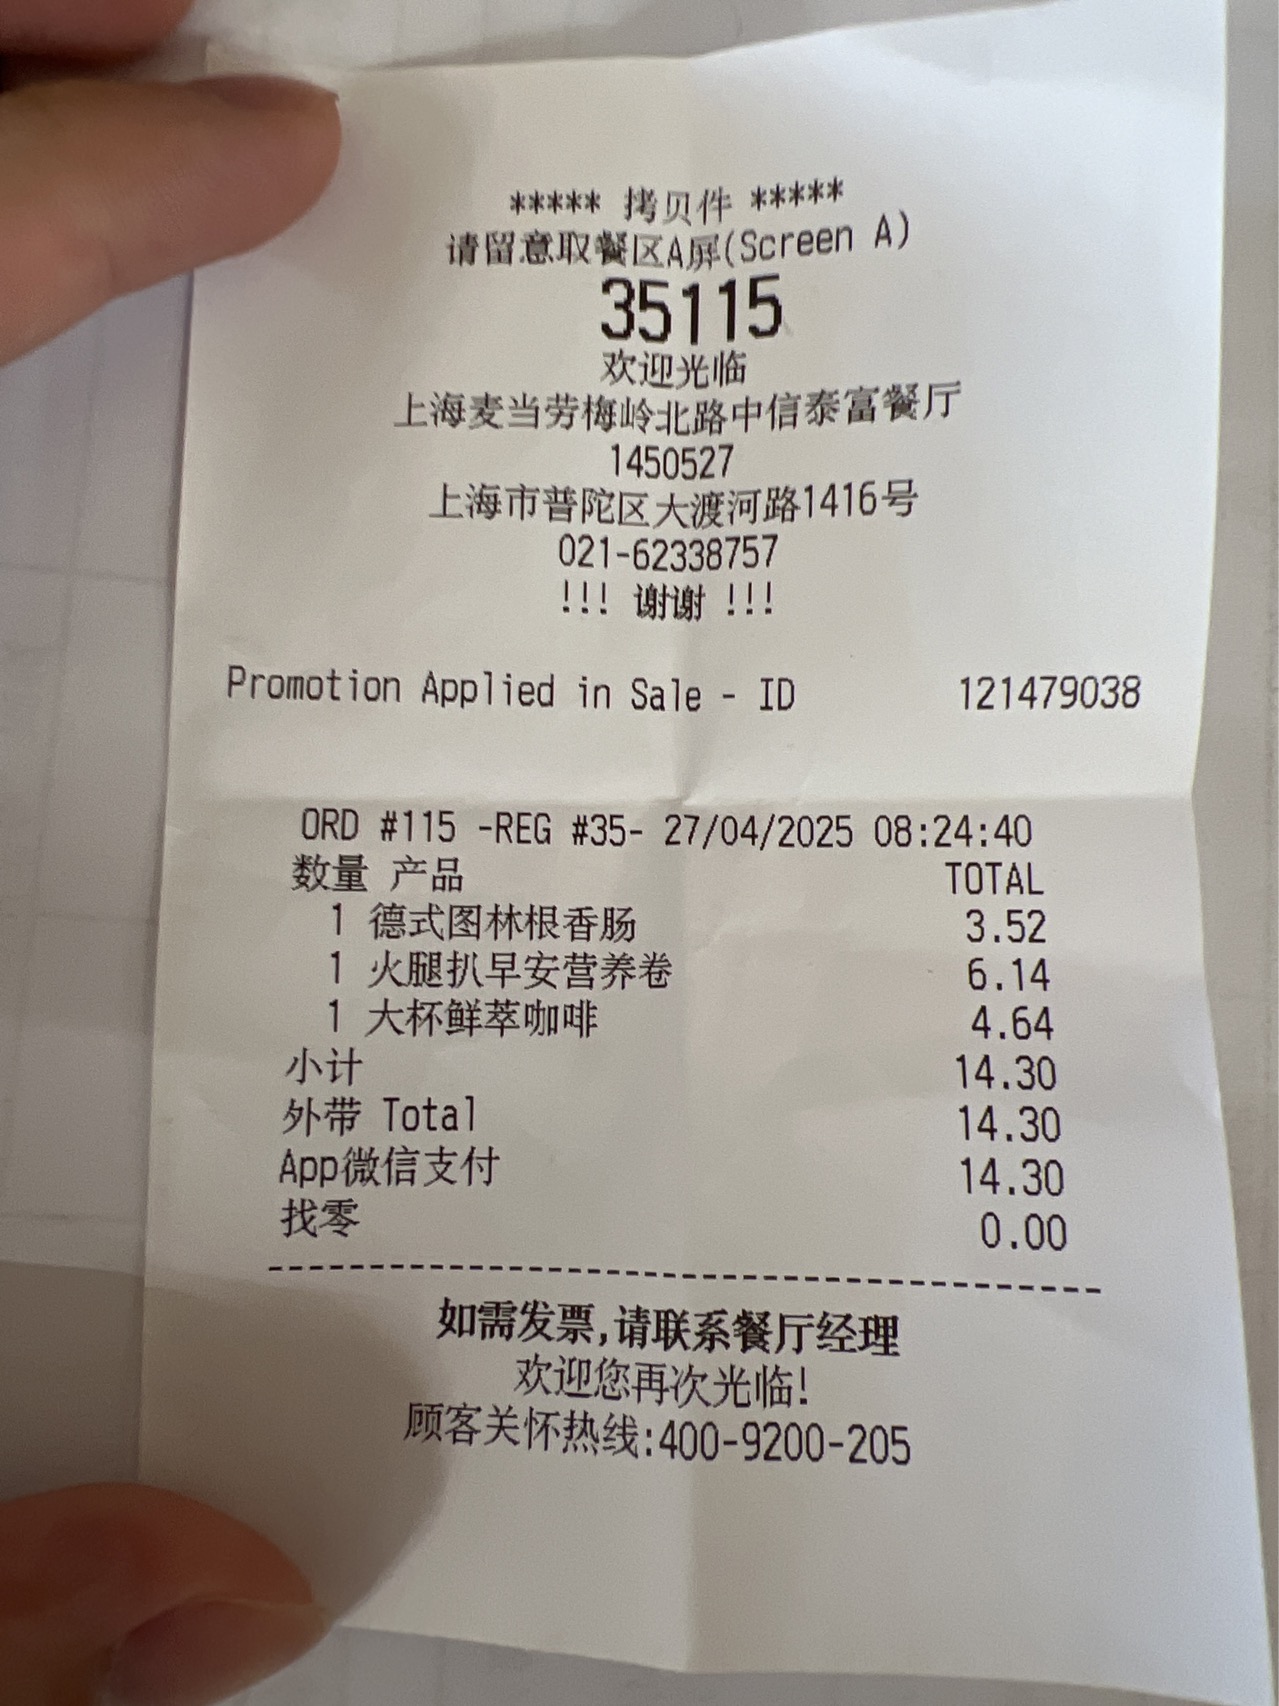 ***** 拷贝件 *****
请留意取餐区A屏(Screen A)
35115
欢迎光临
上海麦当劳梅岭北路中信泰富餐厅
1450527
上海市普陀区大渡河路1416号
021-62338757
!!! 谢谢 !!!
Promotion Applied in Sale - ID 121479038
ORD #115 -REG #35- 27/04/2025 08:24:40
数量 产品 TOTAL
1 德式图林根香肠 3.52
1 火腿扒早安营养卷 6.14
1 大杯鲜萃咖啡 4.64
小计 14.30
外带 Total 14.30
App微信支付 14.30
找零 0.00
--------------------------------------------
如需发票,请联系餐厅经理
欢迎您再次光临!
顾客关怀热线:400-9200-205